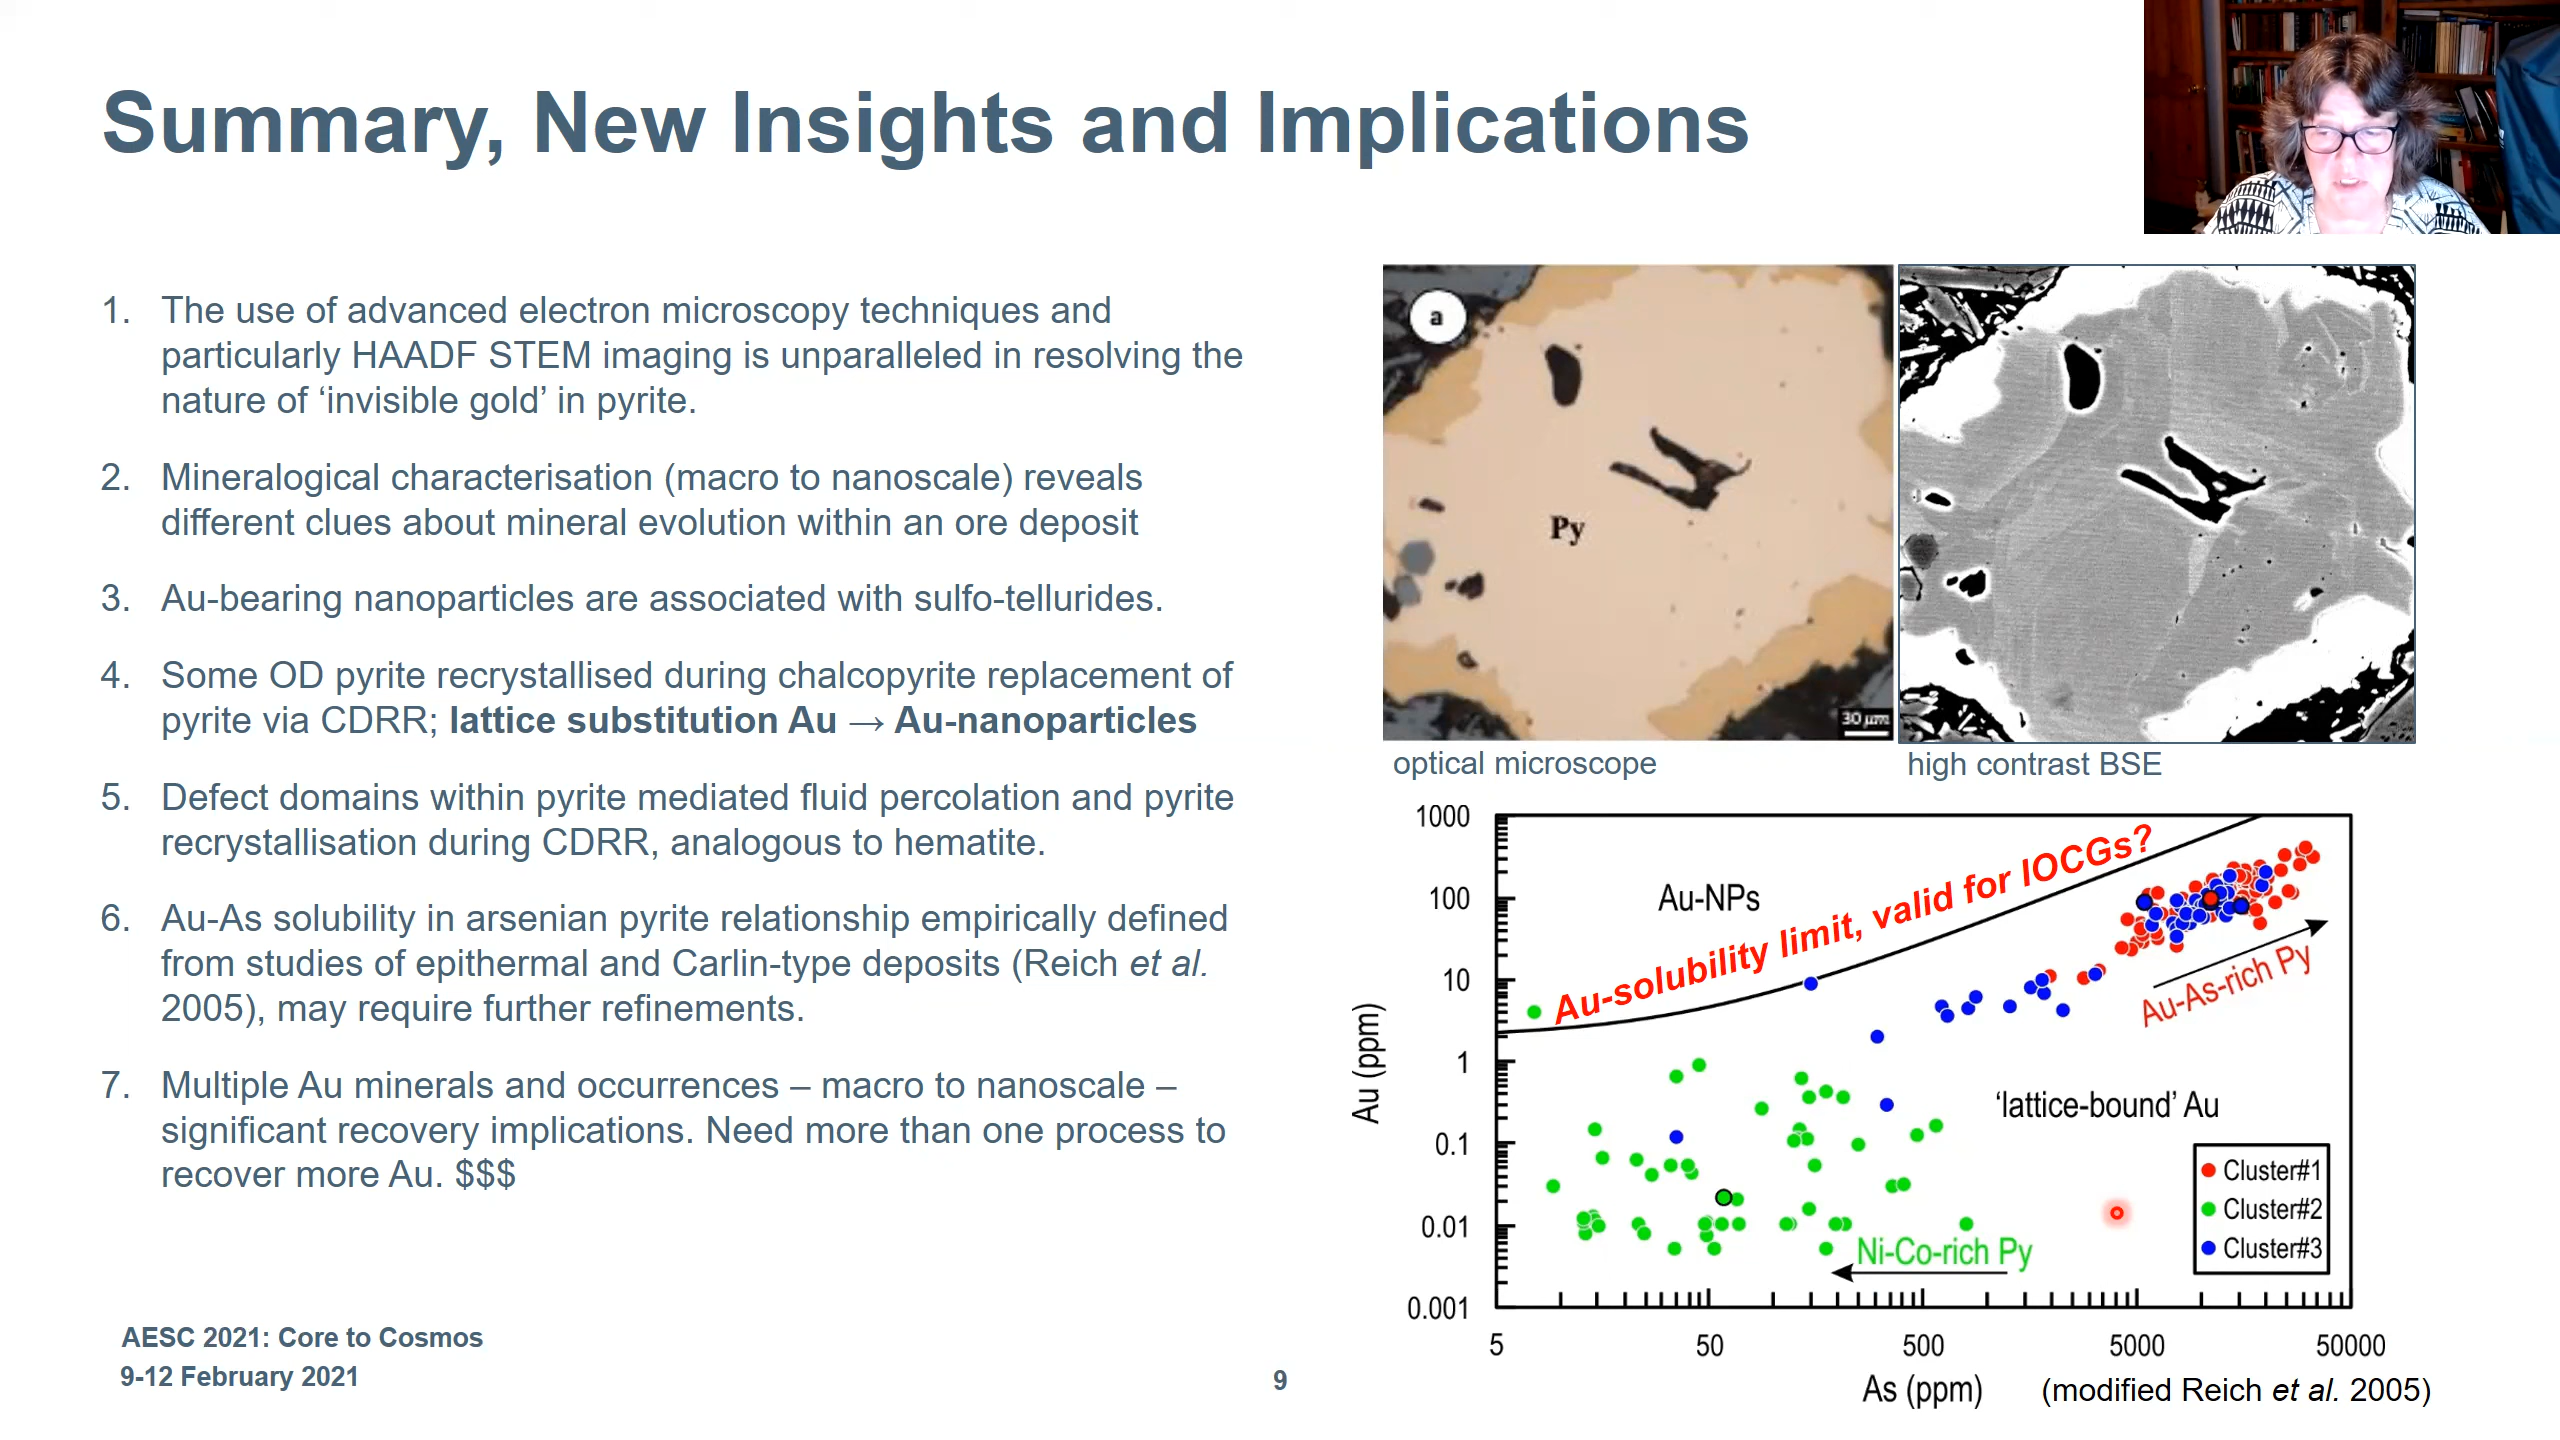 Summary, New Insights and Implications
1. The use of advanced electron microscopy techniques and
particularly HAADF STEM imaging is unparalleled in resolving the
nature of ‘invisible gold’ in pyrite.
2. Mineralogical characterisation (macro to nanoscale) reveals
different clues about mineral evolution within an ore deposit
3. Au-bearing nanoparticles are associated with sulfo-tellurides.
4. Some OD pyrite recrystallised during chalcopyrite replacement of
pyrite via CDRR; lattice substitution Au → Au-nanoparticles
5. Defect domains within pyrite mediated fluid percolation and pyrite
recrystallisation during CDRR, analogous to hematite.
6. Au-As solubility in arsenian pyrite relationship empirically defined
from studies of epithermal and Carlin-type deposits (Reich et al.
2005), may require further refinements.
7. Multiple Au minerals and occurrences – macro to nanoscale –
significant recovery implications. Need more than one process to
recover more Au. $$$
AESC 2021: Core to Cosmos
9-12 February 2021
9
a
Py
30 µm
optical microscope
high contrast BSE
1000
100
10
1
0.1
0.01
0.001
Au (ppm)
Au-NPs
Au-solubility limit, valid for IOCGs?
Au-As-rich Py
‘lattice-bound’ Au
Cluster#1
Cluster#2
Cluster#3
Ni-Co-rich Py
5
50
500
5000
50000
As (ppm)
(modified Reich et al. 2005)